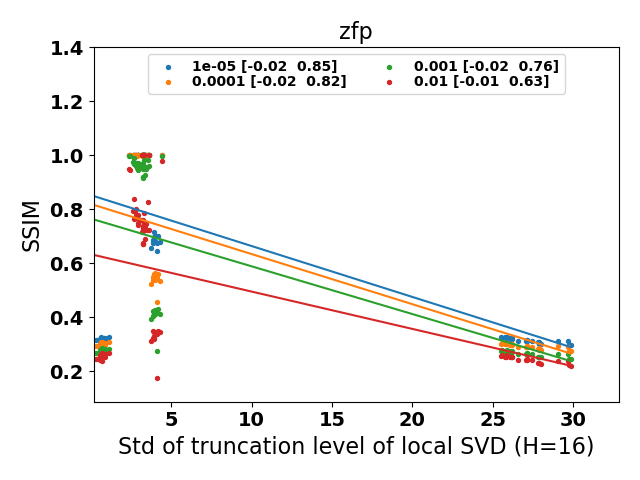 zfp
1e-05 [-0.02  0.85]
0.0001 [-0.02  0.82]
0.001 [-0.02  0.76]
0.01 [-0.01  0.63]
SSIM
1.4
1.2
1.0
0.8
0.6
0.4
0.2
5 10 15 20 25 30
Std of truncation level of local SVD (H=16)